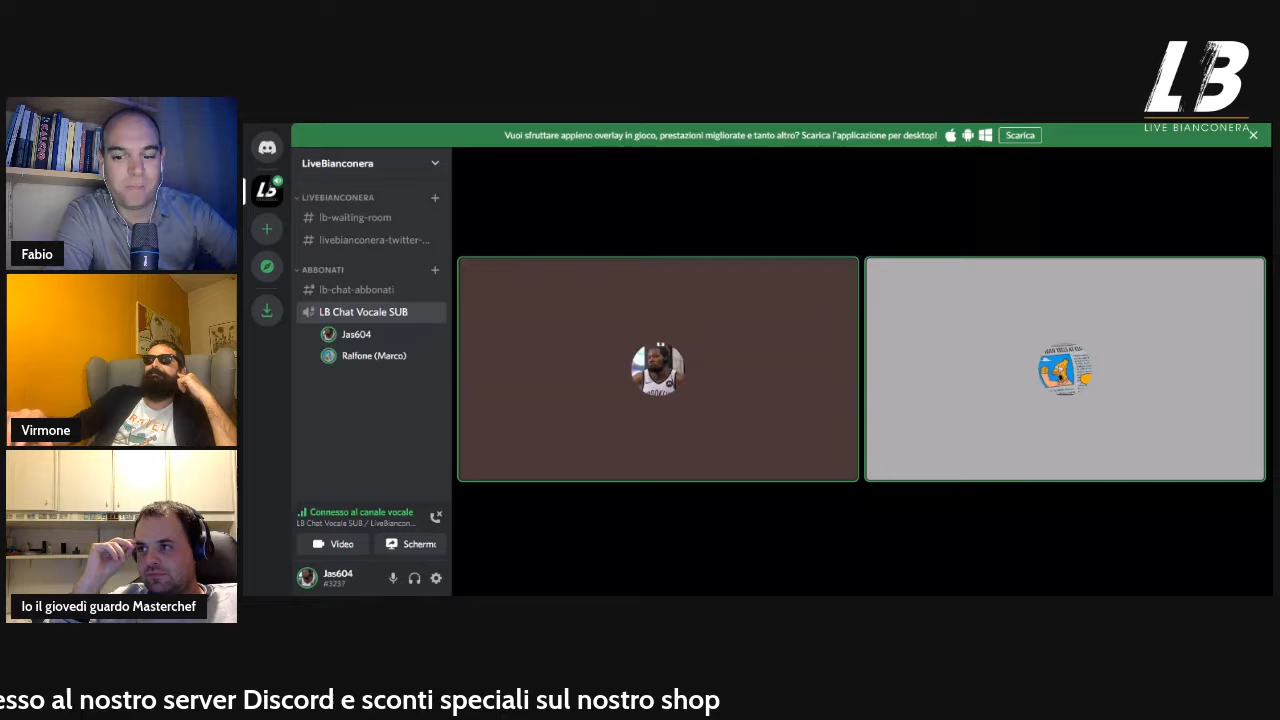 LB
LIVE BIANCONERA
Vuoi sfruttare appieno overlay in gioco, prestazioni migliorate e tanto altro? Scarica l'applicazione per desktop!
Scarica
LiveBianconera
LIVEBIANCONERA
# lb-waiting-room
# livebianconera-twitter-...
ABBONATI
# lb-chat-abbonati
LB Chat Vocale SUB
Jas604
Ralfone (Marco)
Connesso al canale vocale
LB Chat Vocale SUB / LiveBiancon...
Video
Schermo
Jas604
#3237
Fabio
Virmone
Io il giovedì guardo Masterchef
esso al nostro server Discord e sconti speciali sul nostro shop